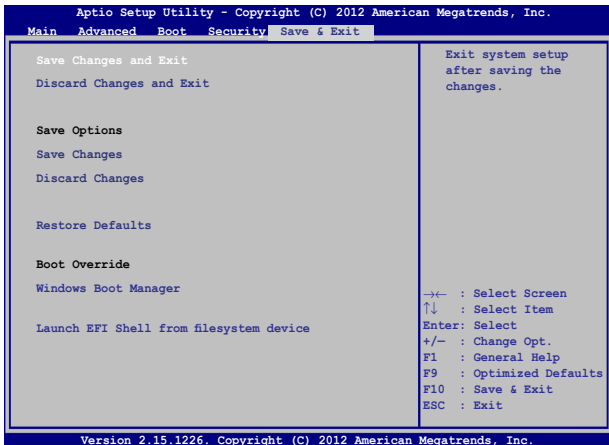 Aptio Setup Utility - Copyright (C) 2012 American Megatrends, Inc.
Main Advanced Boot Security Save & Exit
Save Changes and Exit
Discard Changes and Exit
Save Options
Save Changes
Discard Changes
Restore Defaults
Boot Override
Windows Boot Manager
Launch EFI Shell from filesystem device
Exit system setup
after saving the
changes.
→← : Select Screen
↑↓ : Select Item
Enter: Select
+/— : Change Opt.
F1 : General Help
F9 : Optimized Defaults
F10 : Save & Exit
ESC : Exit
Version 2.15.1226. Copyright (C) 2012 American Megatrends, Inc.